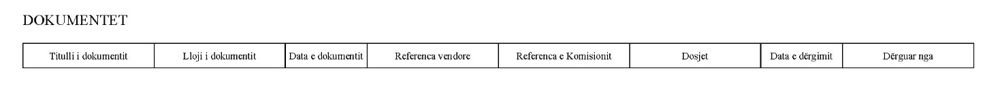 DOKUMENTET
Titulli i dokumentit Lloji i dokumentit Data e dokumentit Referenca vendore Referenca e Komisionit Dosjet Data e dërgimit Dërguar nga